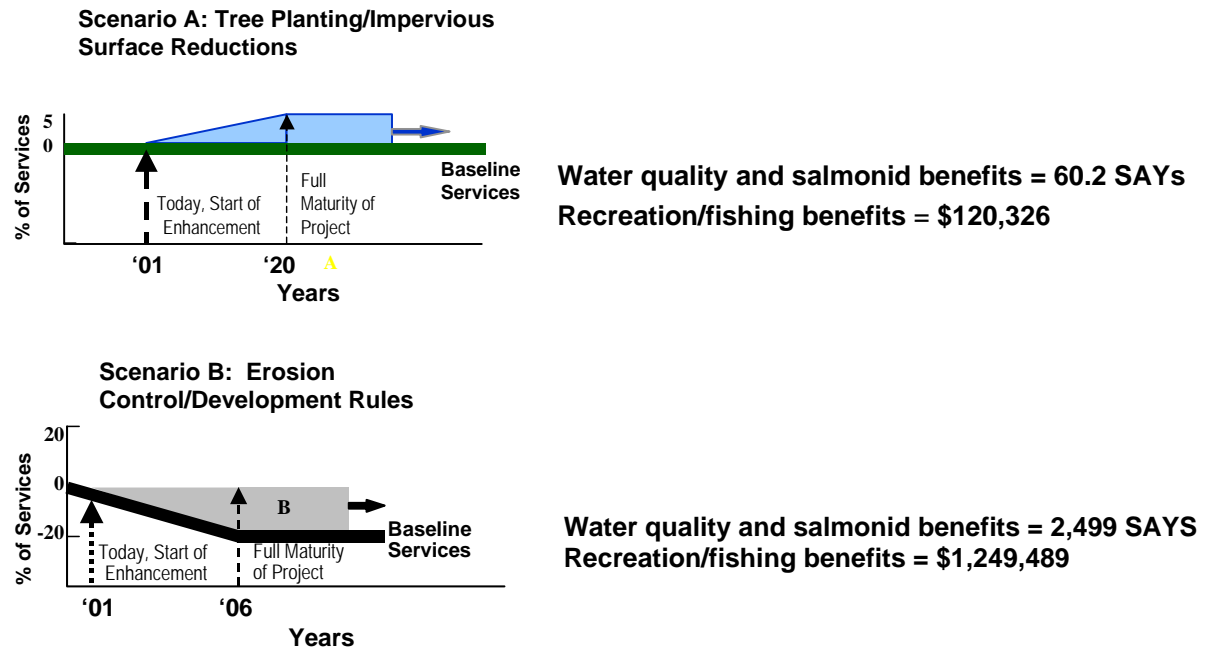 Scenario A: Tree Planting/Impervious
Surface Reductions
5
0
% of Services
Baseline
Services
Full
Maturity of
Project
Today, Start of
Enhancement
‘01
‘20
A
Years
Water quality and salmonid benefits = 60.2 SAYs
Recreation/fishing benefits = $120,326
Scenario B: Erosion
Control/Development Rules
20
0
-20
% of Services
B
Baseline
Services
Today, Start of
Enhancement
Full Maturity
of Project
‘01
‘06
Years
Water quality and salmonid benefits = 2,499 SAYS
Recreation/fishing benefits = $1,249,489